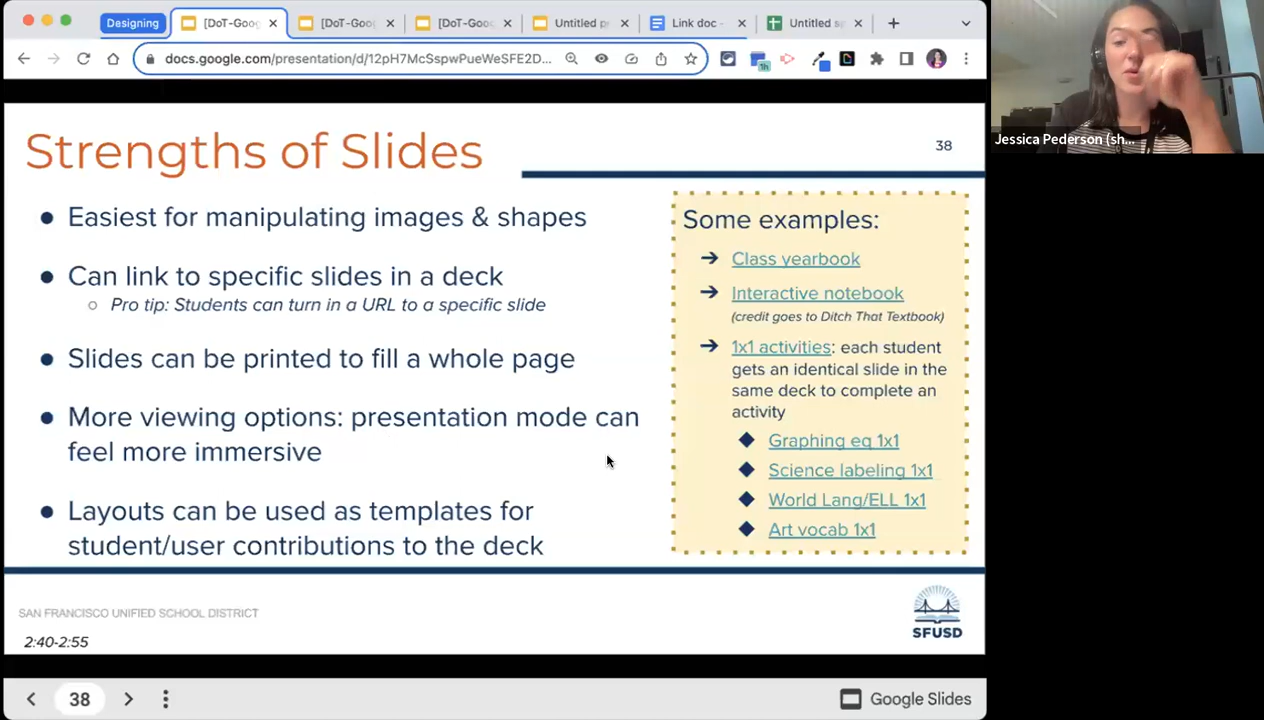 Designing
[DoT-Goo
[DoT-Goo
[DoT-Goo
Untitled p
Link doc -
Untitled s
docs.google.com/presentation/d/12pH7McSspwPueWeSFE2D...
1h
Jessica Pederson (sh...
Strengths of Slides
38
Easiest for manipulating images & shapes
Can link to specific slides in a deck
Pro tip: Students can turn in a URL to a specific slide
Slides can be printed to fill a whole page
More viewing options: presentation mode can
feel more immersive
Layouts can be used as templates for
student/user contributions to the deck
Some examples:
Class yearbook
Interactive notebook
(credit goes to Ditch That Textbook)
1x1 activities: each student
gets an identical slide in the
same deck to complete an
activity
Graphing eq 1x1
Science labeling 1x1
World Lang/ELL 1x1
Art vocab 1x1
SAN FRANCISCO UNIFIED SCHOOL DISTRICT
2:40-2:55
SFUSD
38
Google Slides